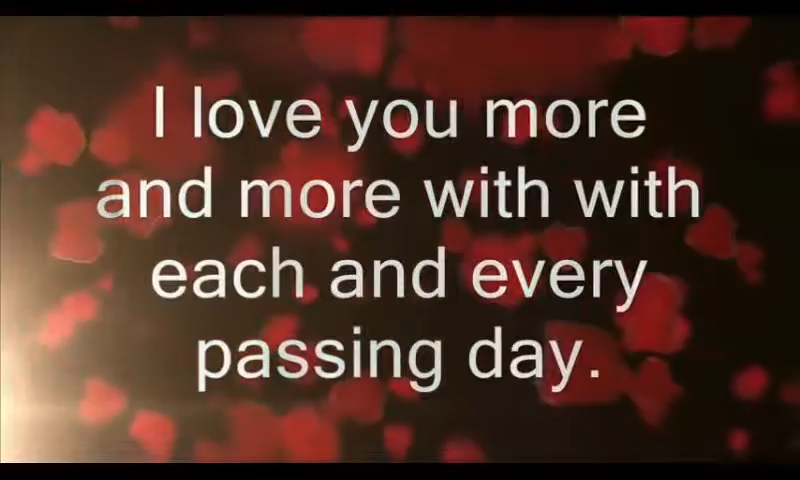 I love you more
and more with with
each and every
passing day.